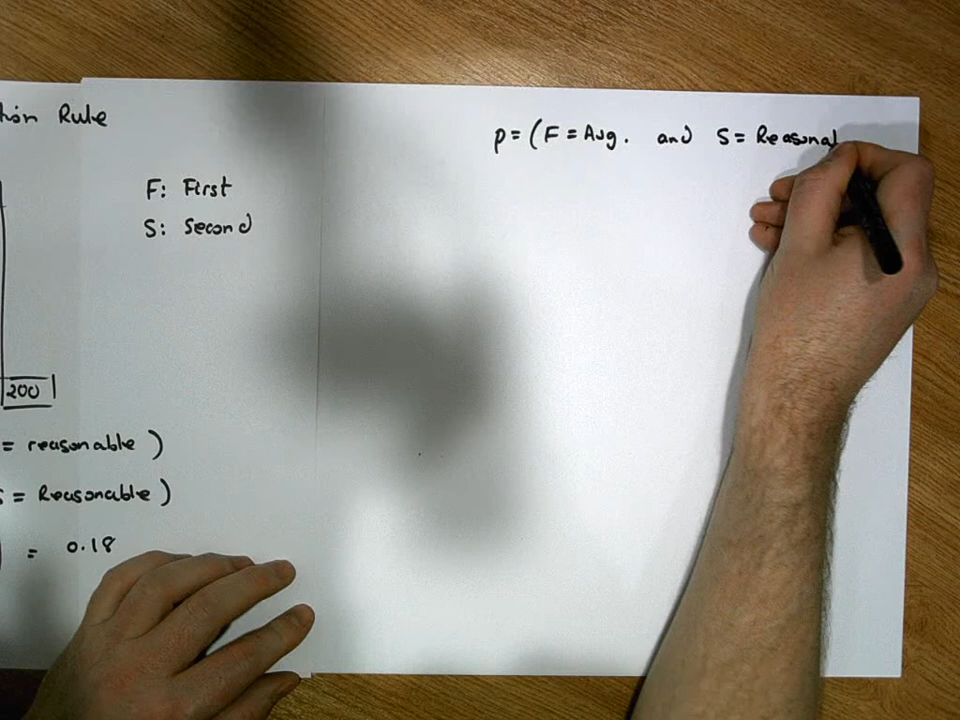 tion Rule
F: First
S: Second
200
= reasonable )
S = Reasonable )
= 0.18
p = ( F = Avg. and S = Reasonal